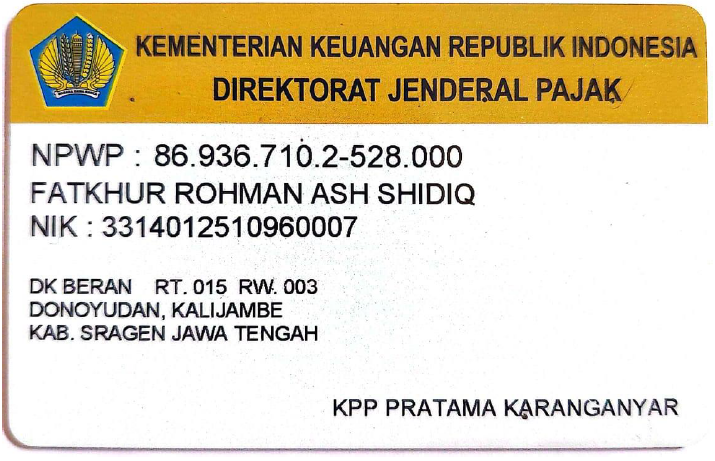 KEMENTERIAN KEUANGAN REPUBLIK INDONESIA
DIREKTORAT JENDERAL PAJAK
NPWP : 86.936.710.2-528.000
FATKHUR ROHMAN ASH SHIDIQ
NIK : 3314012510960007
DK BERAN RT. 015 RW. 003
DONOYUDAN, KALIJAMBE
KAB. SRAGEN JAWA TENGAH
KPP PRATAMA KARANGANYAR